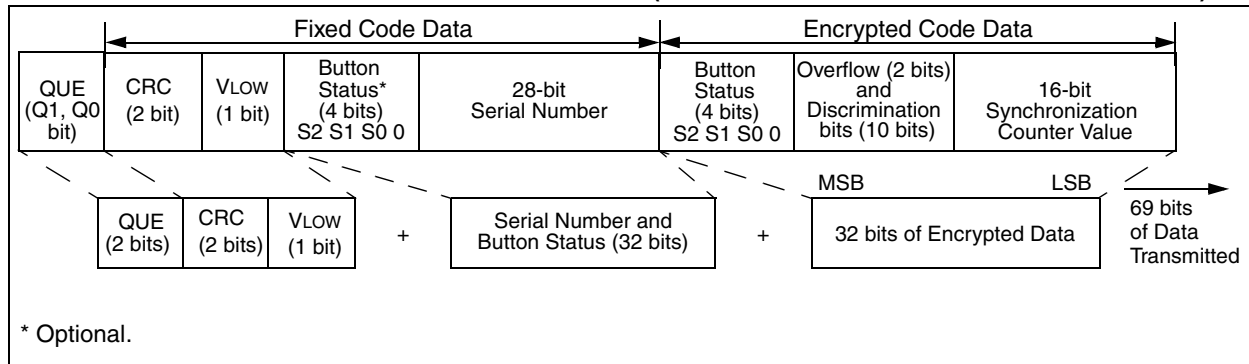 Fixed Code Data
Encrypted Code Data
QUE
(Q1, Q0
bit)
CRC
(2 bit)
VLOW
(1 bit)
Button
Status*
(4 bits)
S2 S1 S0 0
28-bit
Serial Number
Button
Status
(4 bits)
S2 S1 S0 0
Overflow (2 bits)
and
Discrimination
bits (10 bits)
16-bit
Synchronization
Counter Value
MSB
LSB
QUE
(2 bits)
CRC
(2 bits)
VLOW
(1 bit)
+
Serial Number and
Button Status (32 bits)
+
32 bits of Encrypted Data
69 bits
of Data
Transmitted
* Optional.